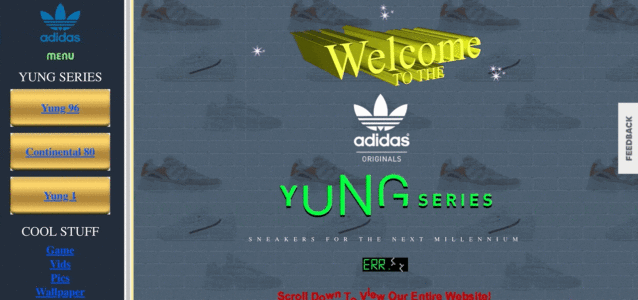 adidas
MENU
YUNG SERIES
Yung 96
Continental 80
Yung 1
COOL STUFF
Game
Vids
Pics
Wallpaper
Welcome
TO THE
adidas
ORIGINALS
YUNG SERIES
SNEAKERS FOR THE NEXT MILLENNIUM
ERR
Scroll Down To View Our Entire Website!
FEEDBACK